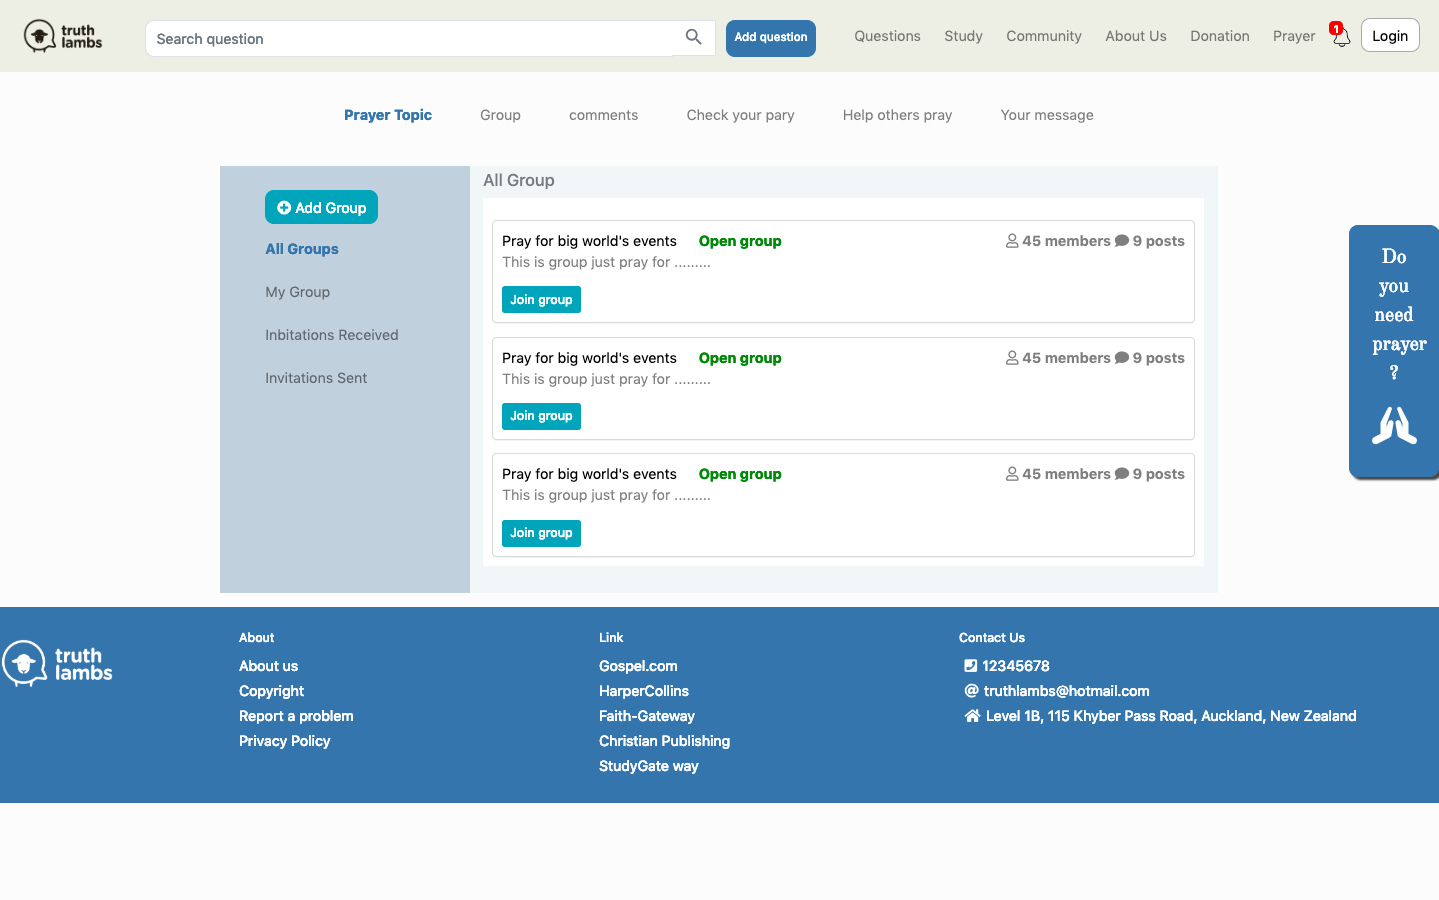 truth lambs
Search question
Add question
Questions
Study
Community
About Us
Donation
Prayer
1
Login
Prayer Topic
Group
comments
Check your pary
Help others pray
Your message
Add Group
All Groups
My Group
Inbitations Received
Invitations Sent
All Group
Pray for big world's events Open group 45 members 9 posts
This is group just pray for .........
Join group
Pray for big world's events Open group 45 members 9 posts
This is group just pray for .........
Join group
Pray for big world's events Open group 45 members 9 posts
This is group just pray for .........
Join group
Do
you
need
prayer
?
truth
lambs
About
About us
Copyright
Report a problem
Privacy Policy
Link
Gospel.com
HarperCollins
Faith-Gateway
Christian Publishing
StudyGate way
Contact Us
12345678
@ truthlambs@hotmail.com
Level 1B, 115 Khyber Pass Road, Auckland, New Zealand